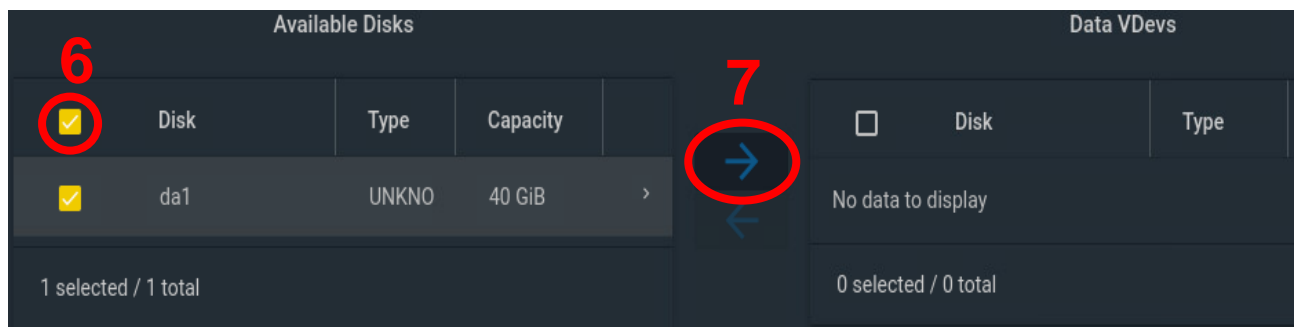 Available Disks
Data VDevs
6
7
Disk Type Capacity
Disk Type
da1 UNKNO 40 GiB
No data to display
1 selected / 1 total
0 selected / 0 total